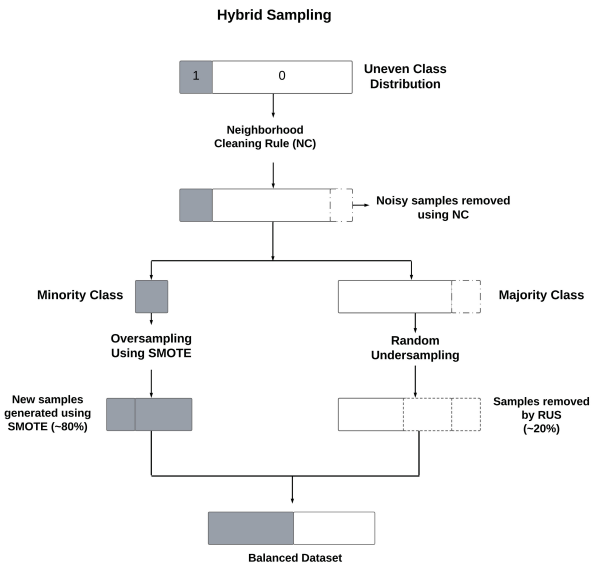 Hybrid Sampling
1
0
Uneven Class
Distribution
Neighborhood
Cleaning Rule (NC)
Noisy samples removed
using NC
Minority Class
Majority Class
Oversampling
Using SMOTE
Random
Undersampling
New samples
generated using
SMOTE (~80%)
Samples removed
by RUS
(~20%)
Balanced Dataset